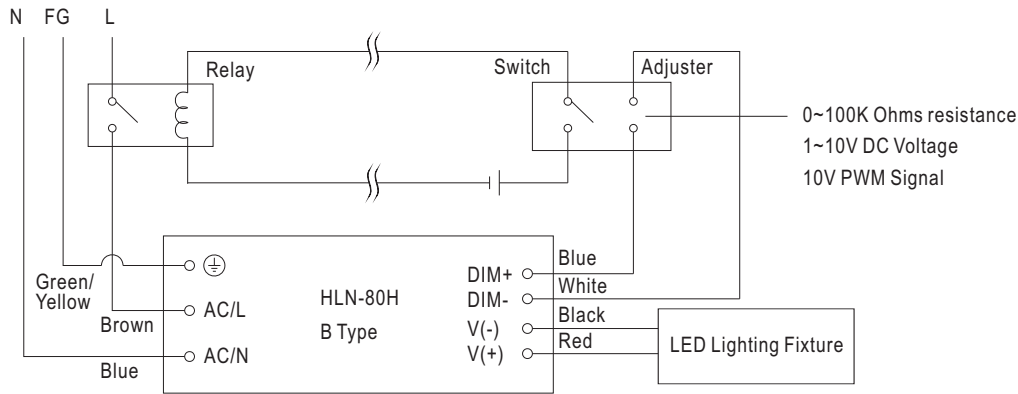 N FG L
Relay
Switch
Adjuster
0~100K Ohms resistance
1~10V DC Voltage
10V PWM Signal
Green/
Yellow
Brown
Blue
AC/L
AC/N
HLN-80H
B Type
DIM+
DIM-
V(-)
V(+)
Blue
White
Black
Red
LED Lighting Fixture